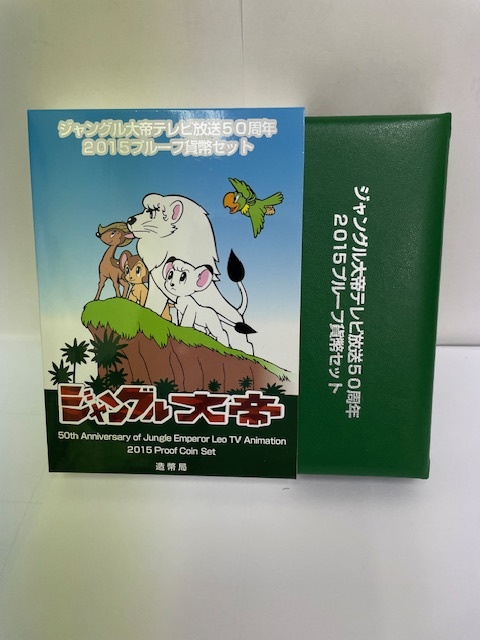 ジャングル大帝テレビ放送50周年
2015プルーフ貨幣セット
ジャングル大帝
50th Anniversary of Jungle Emperor Leo TV Animation
2015 Proof Coin Set
造幣局
ジャングル大帝テレビ放送50周年
2015プルーフ貨幣セット